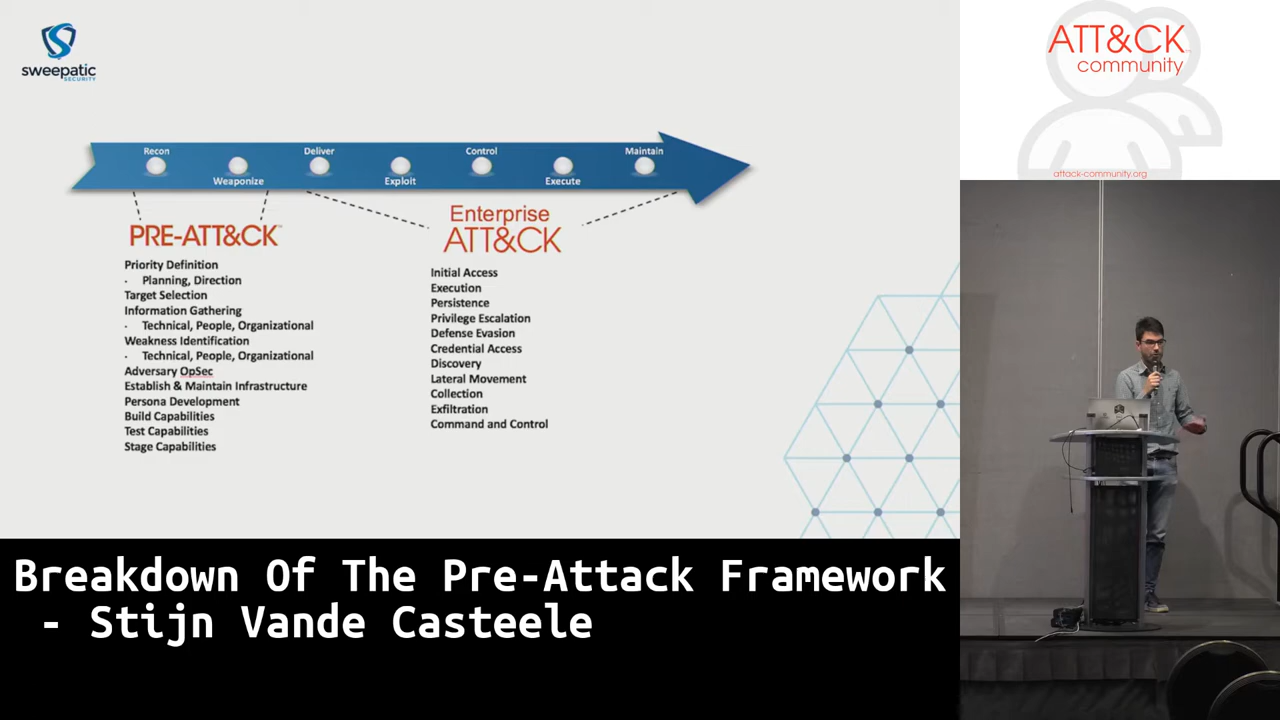 sweepatic
SECURITY
Recon
Weaponize
Deliver
Exploit
Control
Execute
Maintain
PRE-ATT&CK™
Priority Definition
- Planning, Direction
Target Selection
Information Gathering
- Technical, People, Organizational
Weakness Identification
- Technical, People, Organizational
Adversary OpSec
Establish & Maintain Infrastructure
Persona Development
Build Capabilities
Test Capabilities
Stage Capabilities
Enterprise
ATT&CK
Initial Access
Execution
Persistence
Privilege Escalation
Defense Evasion
Credential Access
Discovery
Lateral Movement
Collection
Exfiltration
Command and Control
ATT&CK
community
attack-community.org
Breakdown Of The Pre-Attack Framework
- Stijn Vande Casteele